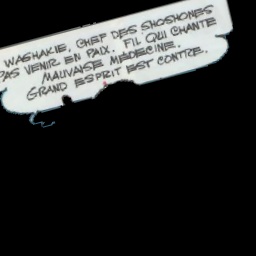 WASHAKIE, CHEF DES SHOSHONES
PAS VENIR EN PAIX. FIL QUI CHANTE
MAUVAISE MÉDECINE.
GRAND ESPRIT EST CONTRE.